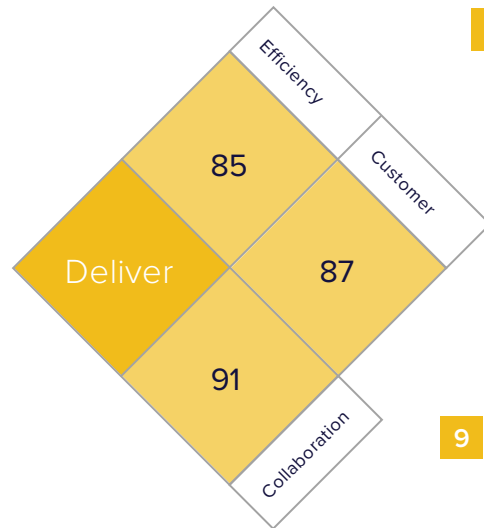 Efficiency
Customer
85
Deliver
87
91
Collaboration
9